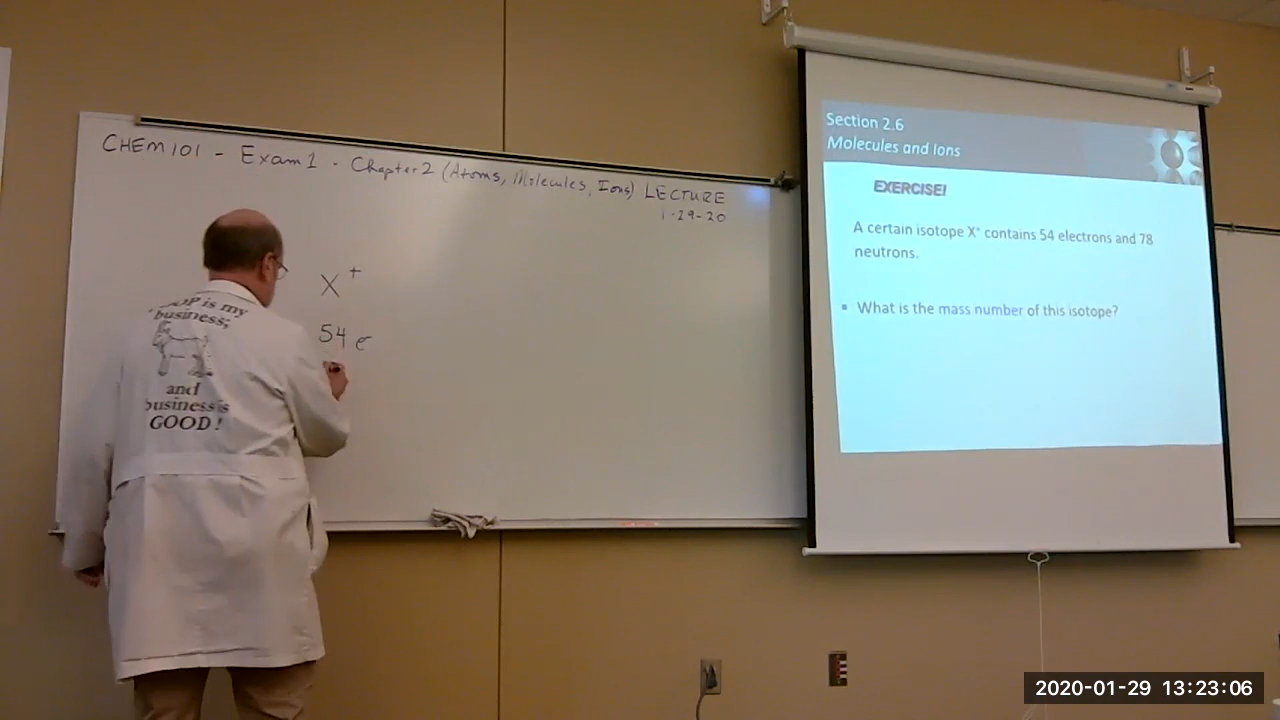 CHEM 101 - Exam 1 - Chapter 2 (Atoms, Molecules, Ions) LECTURE
1-29-20
X+
54 e-
is my
business;
and
business is
GOOD!
Section 2.6
Molecules and Ions
EXERCISE!
A certain isotope X+ contains 54 electrons and 78
neutrons.
▪ What is the mass number of this isotope?
2020-01-29 13:23:06